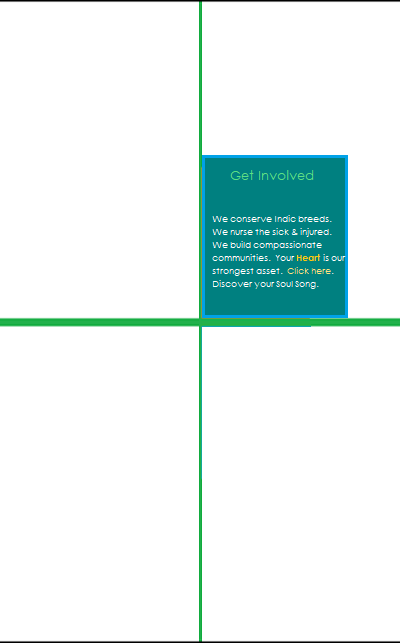 Get Involved
We conserve Indic breeds.
We nurse the sick & injured.
We build compassionate
communities. Your Heart is our
strongest asset. Click here.
Discover your Soul Song.